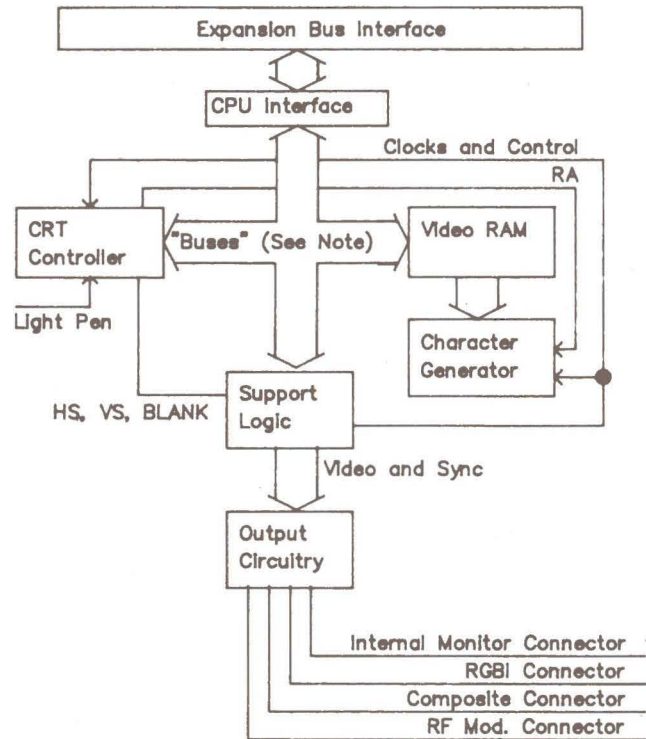 Expansion Bus Interface
CPU Interface
Clocks and Control
RA
CRT
Controller
"Buses" (See Note)
Video RAM
Light Pen
Character
Generator
HS, VS, BLANK
Support
Logic
Video and Sync
Output
Circuitry
Internal Monitor Connector
RGBI Connector
Composite Connector
RF Mod. Connector